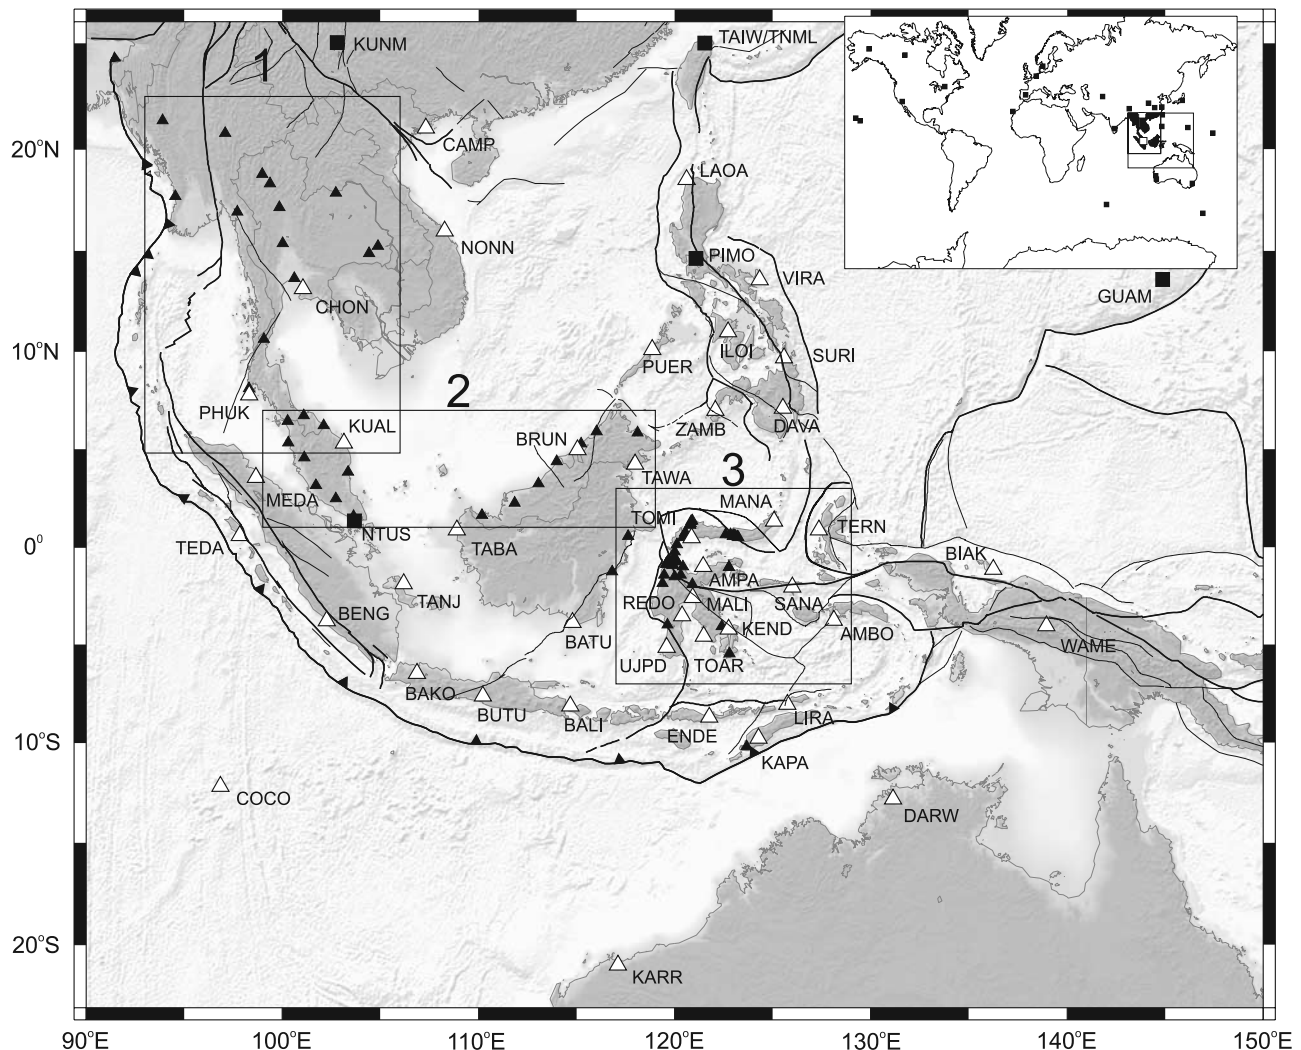 KUNM
TAIW/TNML
1
CAMP
20°N
LAOA
NONN
PIMO
VIRA
GUAM
CHON
10°N
ILOI
SURI
PUER
2
PHUK
KUAL
ZAMB
DAVA
BRUN
3
TAWA
MEDA
MANA
TOMI
TERN
NTUS
TABA
TEDA
0°
BIAK
AMPA
TANJ
REDO
MALI
SANA
BENG
KEND
AMBO
BATU
WAME
UJPD
TOAR
BAKO
BUTU
BALI
LIRA
ENDE
10°S
KAPA
COCO
DARW
20°S
KARR
90°E
100°E
110°E
120°E
130°E
140°E
150°E